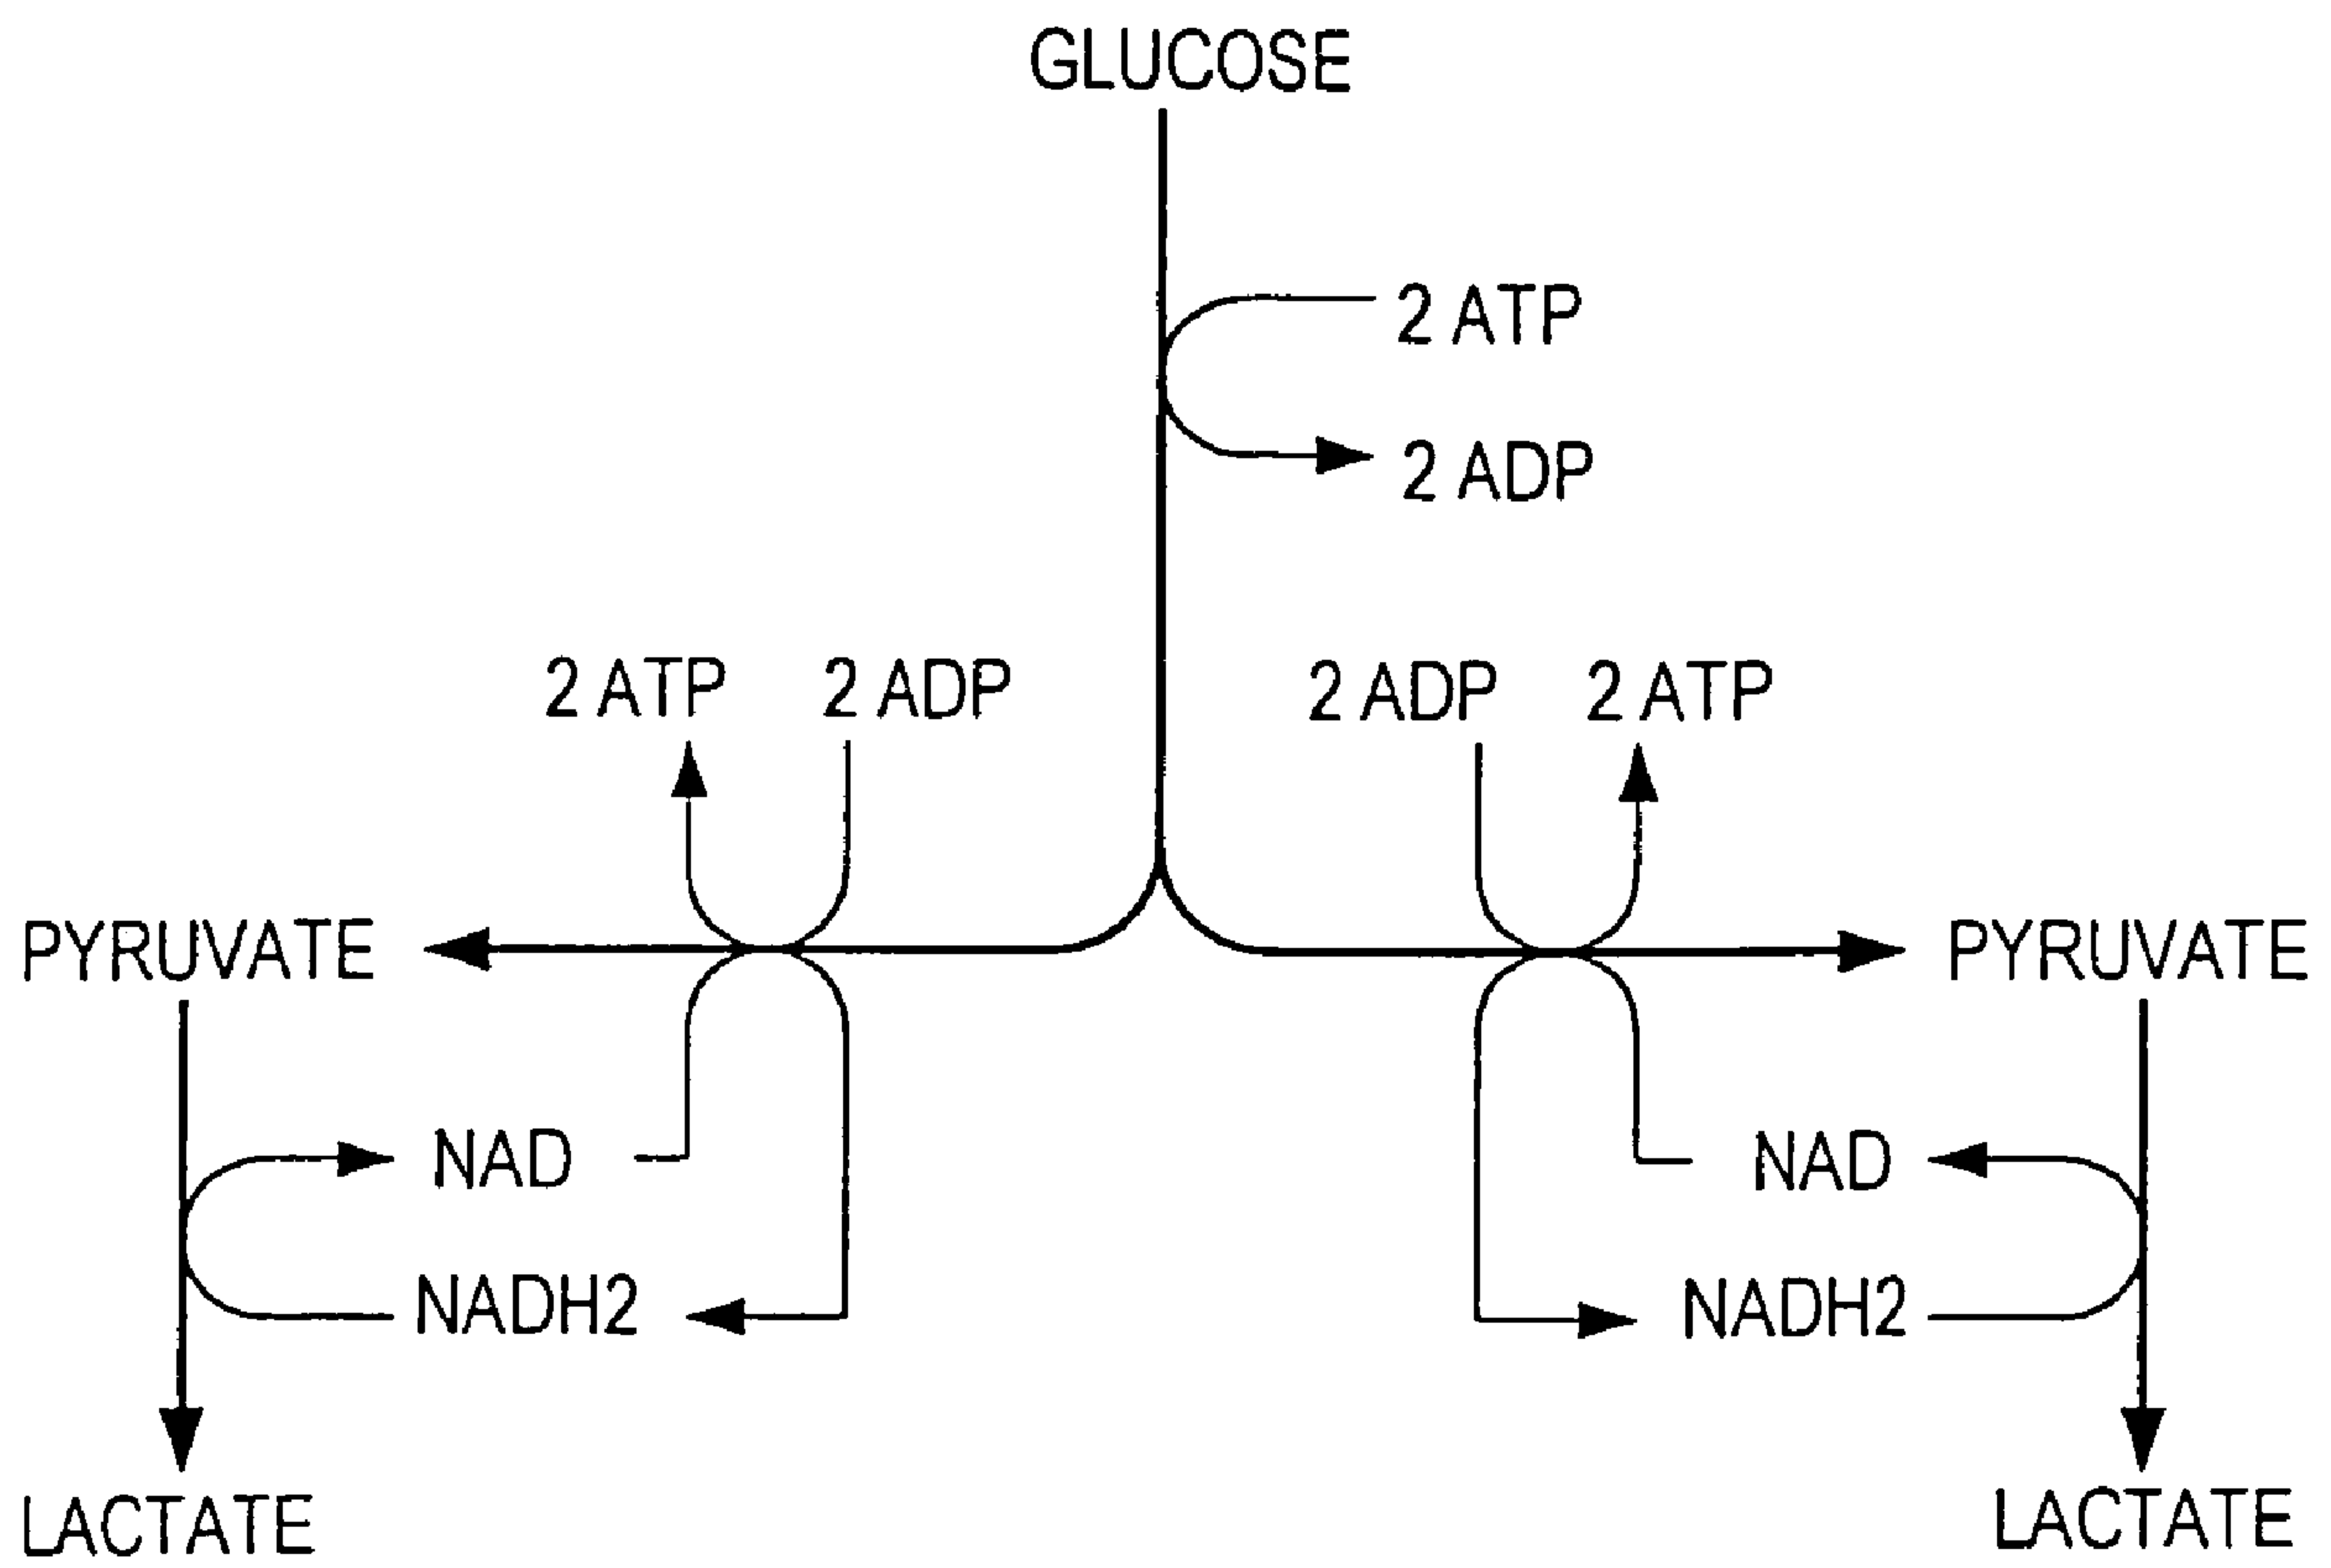 GLUCOSE
2 ATP
2 ADP
2 ATP 2 ADP 2 ADP 2 ATP
PYRUVATE PYRUVATE
NAD NAD
NADH2 NADH2
LACTATE LACTATE